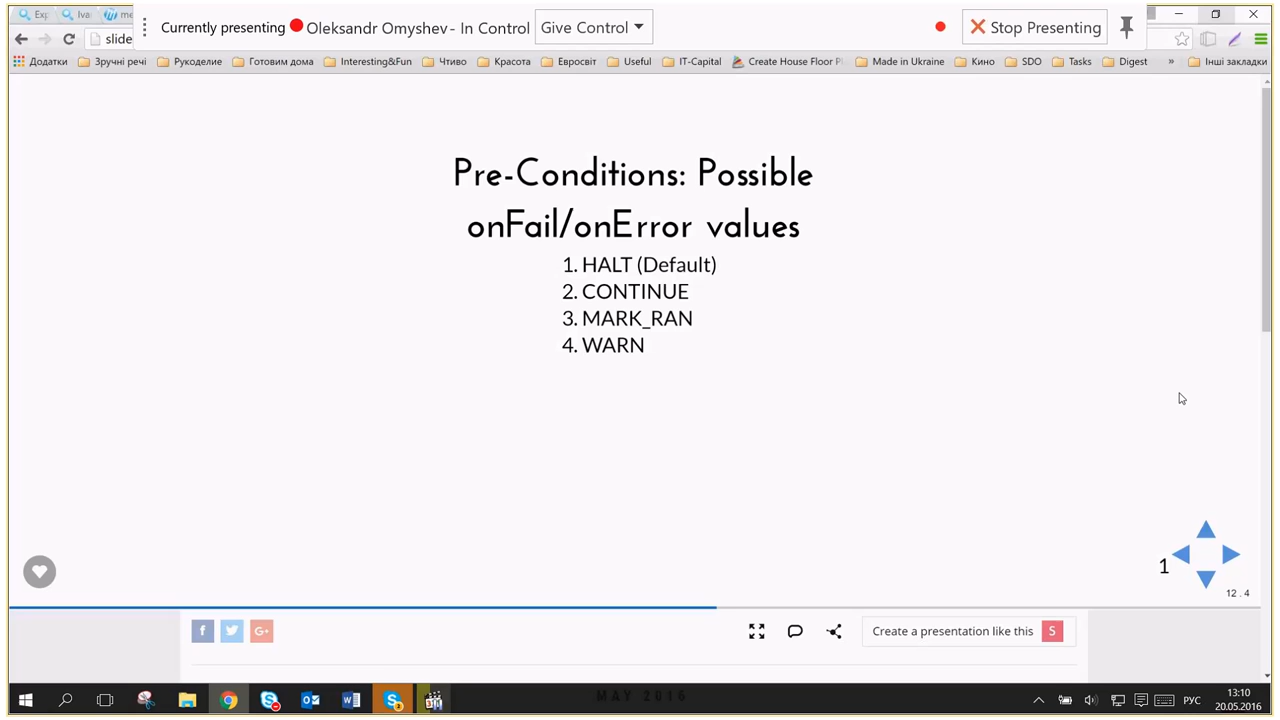 Exp
Iva
me
Currently presenting Oleksandr Omyshev - In Control
Give Control
Stop Presenting
slide
Додатки
Зручні речі
Рукоделие
Готовим дома
Interesting&Fun
Чтиво
Красота
Евросвіт
Useful
IT-Capital
Create House Floor Pl
Made in Ukraine
Кино
SDO
Tasks
Digest
»
Інші закладки
Pre-Conditions: Possible
onFail/onError values
1. HALT (Default)
2. CONTINUE
3. MARK_RAN
4. WARN
1
12 . 4
Create a presentation like this
S
MAY 2016
РУС
13:10
20.05.2016